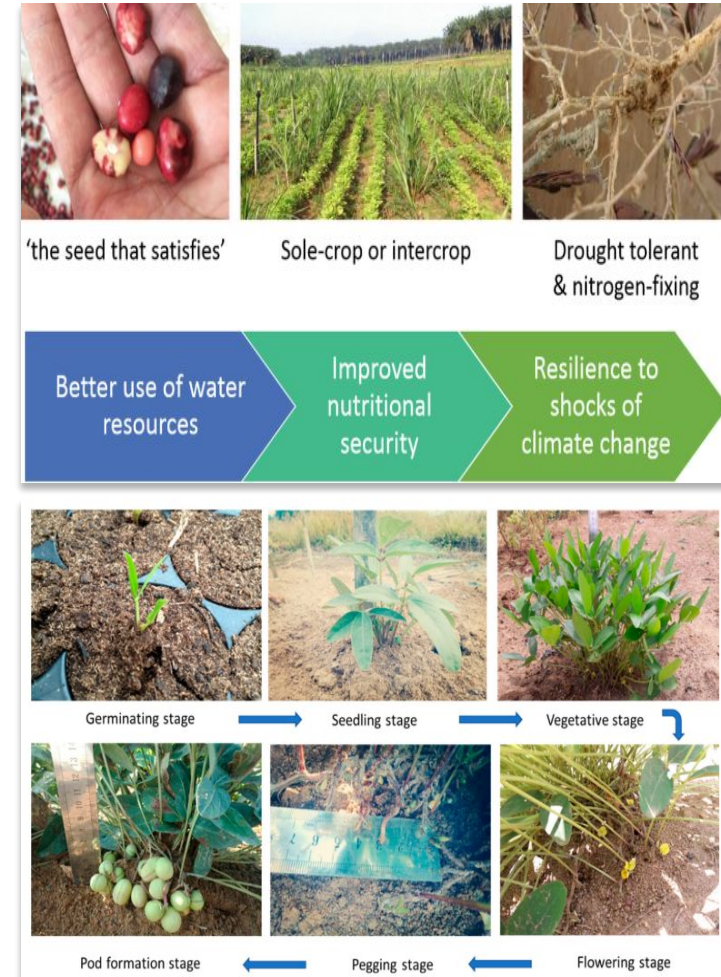 'the seed that satisfies'
Sole-crop or intercrop
Drought tolerant
& nitrogen-fixing
Better use of water
resources
Improved
nutritional
security
Resilience to
shocks of
climate change
Germinating stage
Seedling stage
Vegetative stage
Pod formation stage
Pegging stage
Flowering stage